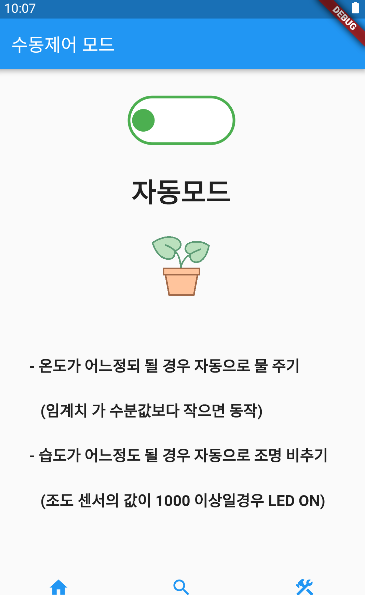 10:07
DEBUG
수동제어 모드
자동모드
- 온도가 어느정되 될 경우 자동으로 물 주기
(임계치 가 수분값보다 작으면 동작)
- 습도가 어느정도 될 경우 자동으로 조명 비추기
(조도 센서의 값이 1000 이상일경우 LED ON)